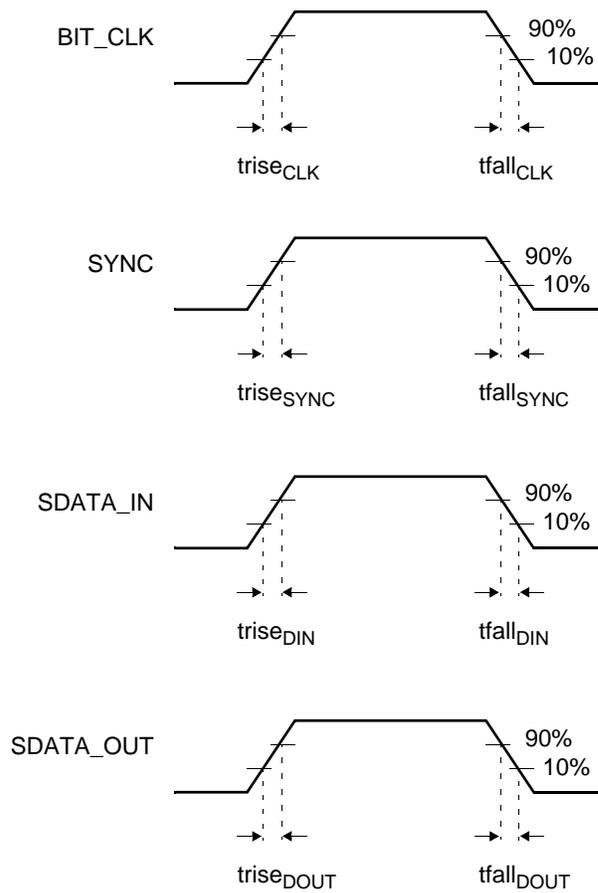 BIT_CLK
90%
10%
trise_CLK tfall_CLK
SYNC
90%
10%
trise_SYNC tfall_SYNC
SDATA_IN
90%
10%
trise_DIN tfall_DIN
SDATA_OUT
90%
10%
trise_DOUT tfall_DOUT